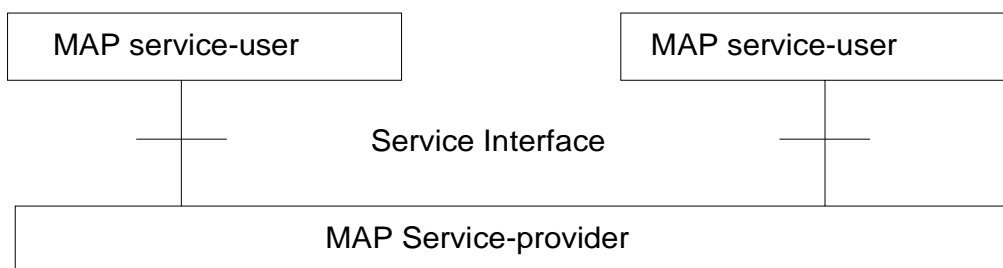 MAP service-user
MAP service-user
Service Interface
MAP Service-provider